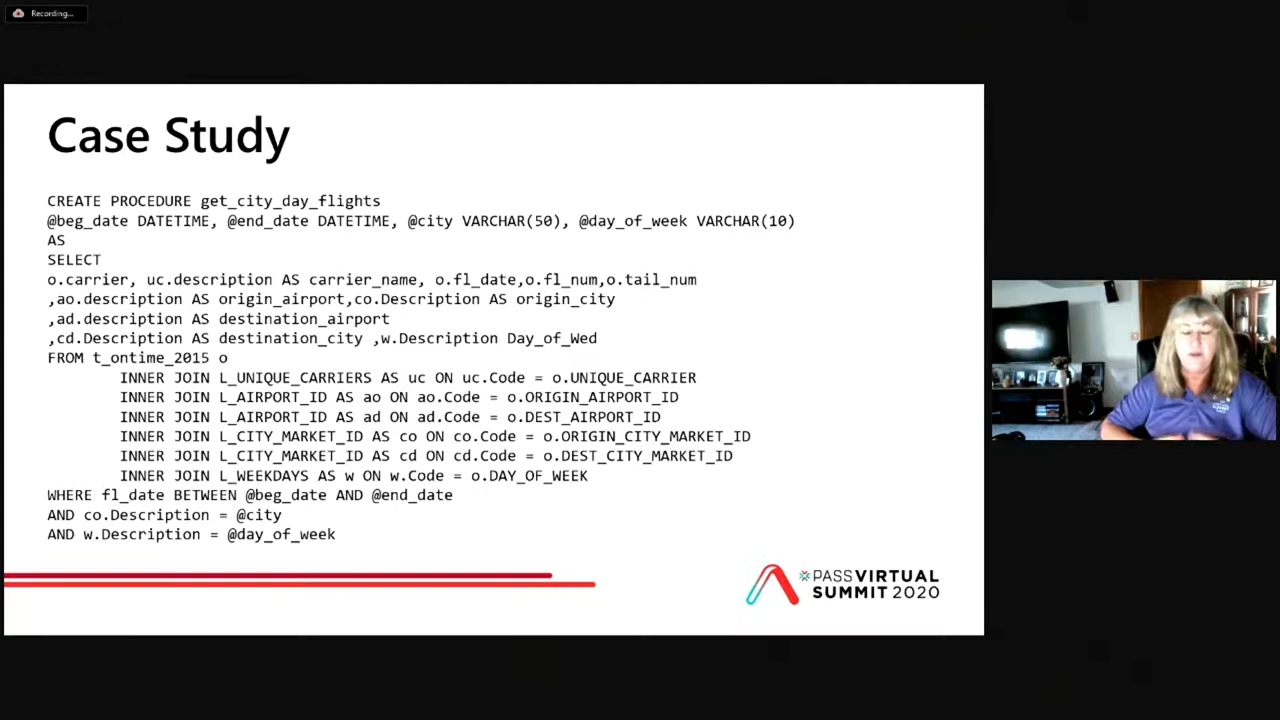 Recording...
Case Study
CREATE PROCEDURE get_city_day_flights
@beg_date DATETIME, @end_date DATETIME, @city VARCHAR(50), @day_of_week VARCHAR(10)
AS
SELECT
o.carrier, uc.description AS carrier_name, o.fl_date,o.fl_num,o.tail_num
,ao.description AS origin_airport,co.Description AS origin_city
,ad.description AS destination_airport
,cd.Description AS destination_city ,w.Description Day_of_Wed
FROM t_ontime_2015 o
INNER JOIN L_UNIQUE_CARRIERS AS uc ON uc.Code = o.UNIQUE_CARRIER
INNER JOIN L_AIRPORT_ID AS ao ON ao.Code = o.ORIGIN_AIRPORT_ID
INNER JOIN L_AIRPORT_ID AS ad ON ad.Code = o.DEST_AIRPORT_ID
INNER JOIN L_CITY_MARKET_ID AS co ON co.Code = o.ORIGIN_CITY_MARKET_ID
INNER JOIN L_CITY_MARKET_ID AS cd ON cd.Code = o.DEST_CITY_MARKET_ID
INNER JOIN L_WEEKDAYS AS w ON w.Code = o.DAY_OF_WEEK
WHERE fl_date BETWEEN @beg_date AND @end_date
AND co.Description = @city
AND w.Description = @day_of_week
PASS VIRTUAL
SUMMIT 2020